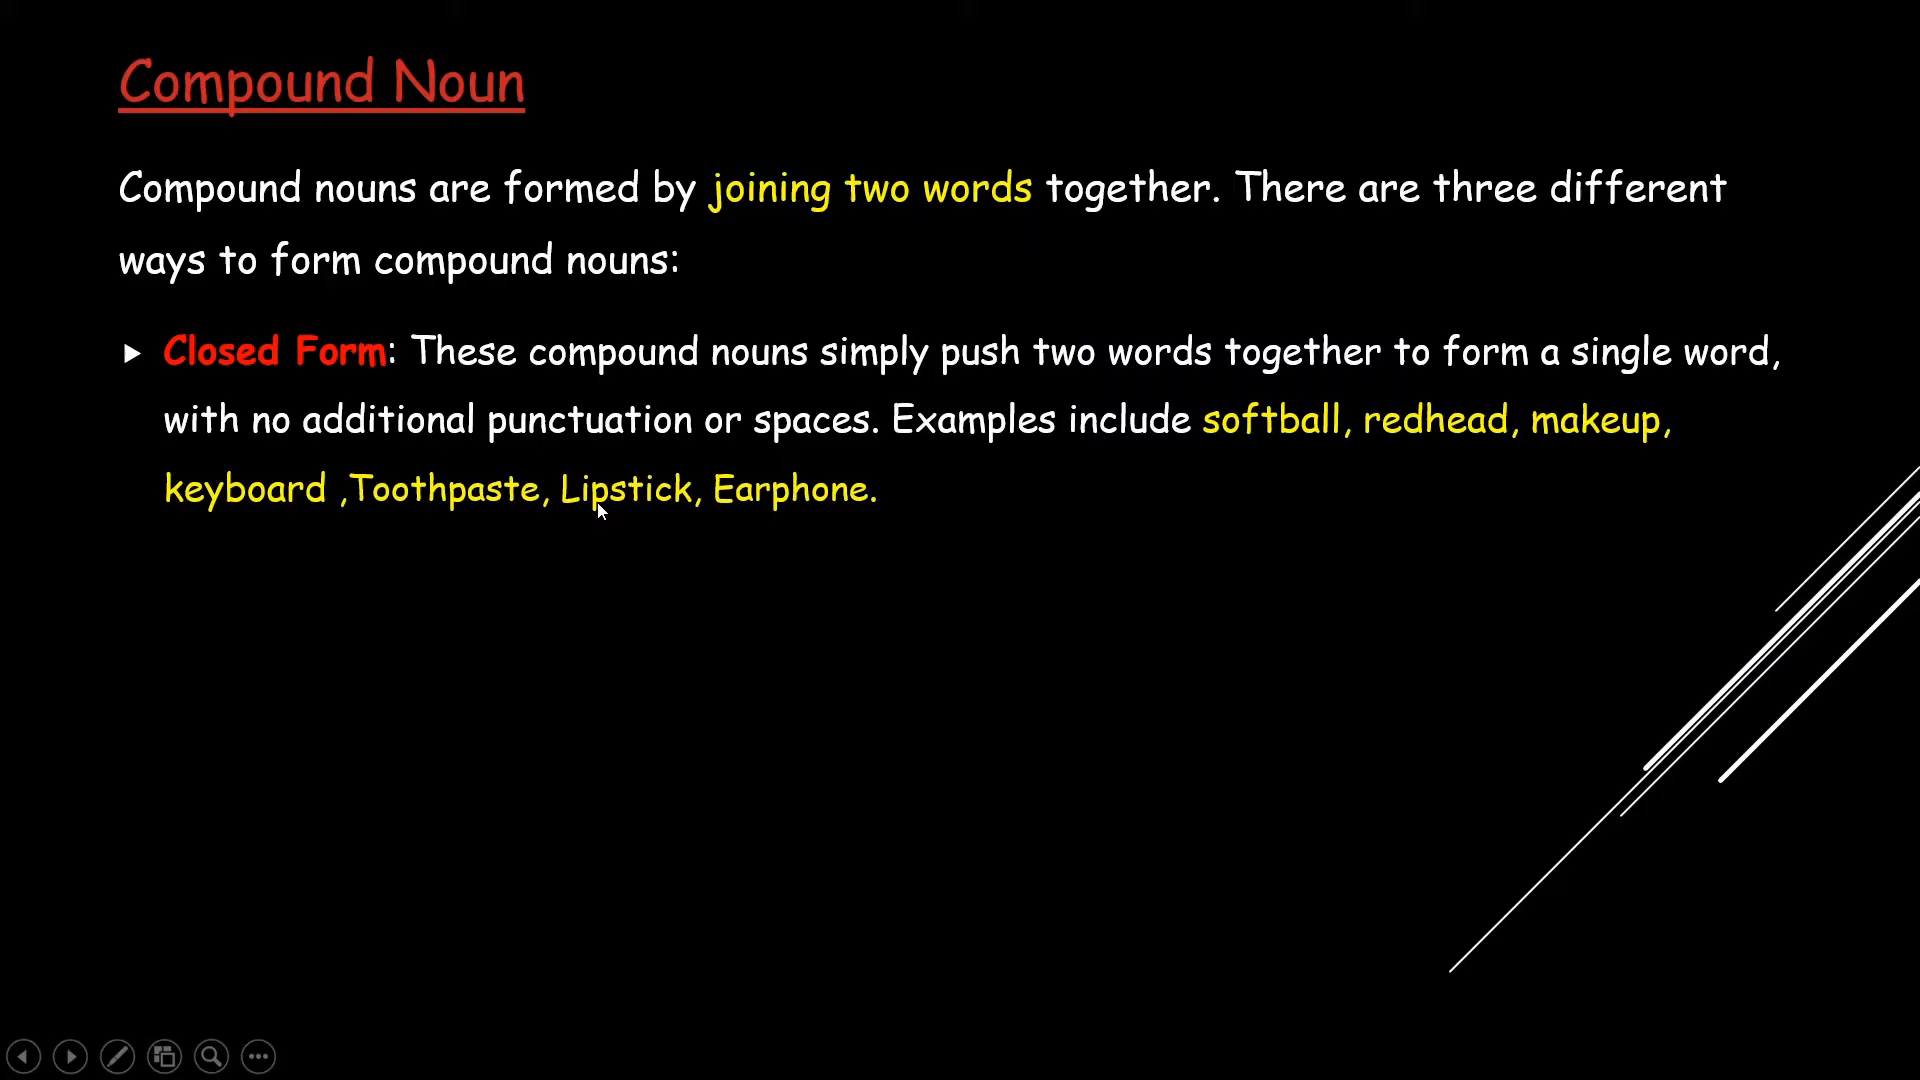 Compound Noun
Compound nouns are formed by joining two words together. There are three different
ways to form compound nouns:
Closed Form: These compound nouns simply push two words together to form a single word,
with no additional punctuation or spaces. Examples include softball, redhead, makeup,
keyboard ,Toothpaste, Lipstick, Earphone.